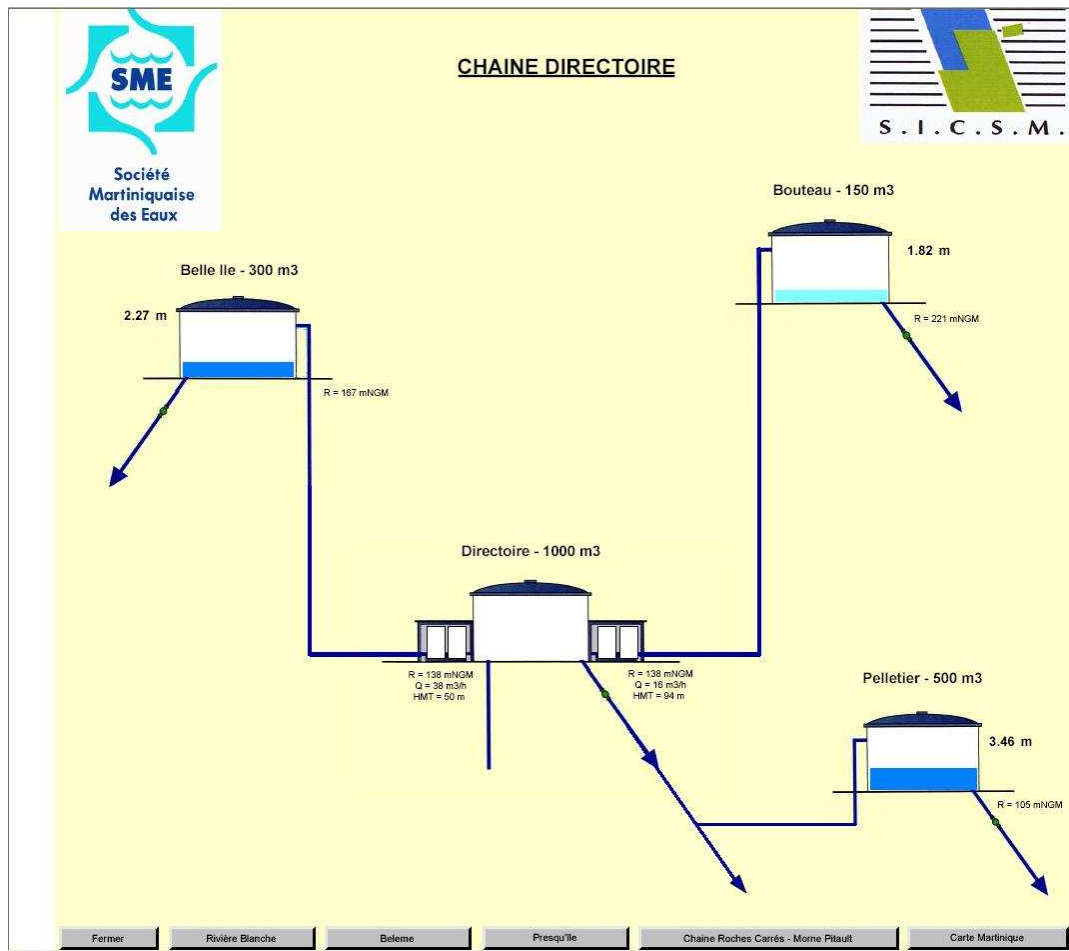 SME
Société
Martiniquaise
des Eaux
CHAINE DIRECTOIRE
S.I.C.S.M.
Bouteau - 150 m3
1.82 m
R = 221 mNGM
Belle Ile - 300 m3
2.27 m
R = 167 mNGM
Directoire - 1000 m3
R = 138 mNGM
Q = 38 m3/h
HMT = 50 m
R = 138 mNGM
Q = 16 m3/h
HMT = 94 m
Pelletier - 500 m3
3.46 m
R = 105 mNGM
Fermer
Rivière Blanche
Beleme
Presqu'île
Chaine Roches Carrés - Morne Pitault
Carte Martinique